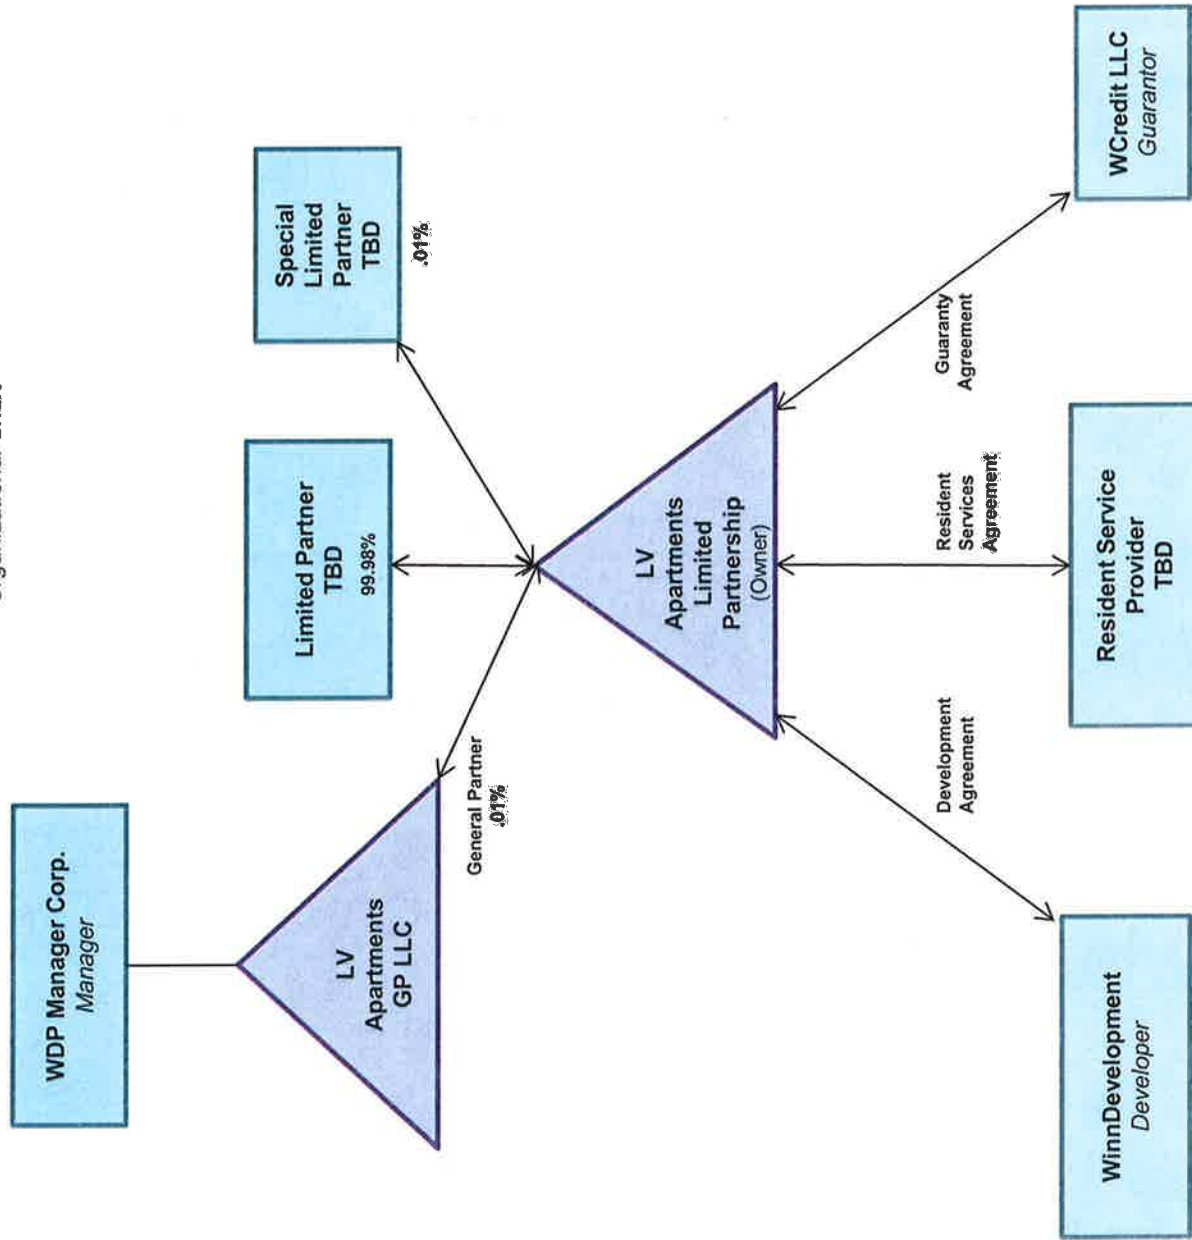 WDP Manager Corp.
Manager
LV
Apartments
GP LLC
General Partner
.01%
Limited Partner
TBD
99.98%
Special
Limited
Partner
TBD
.01%
LV
Apartments
Limited
Partnership
(Owner)
Development
Agreement
Resident
Services
Agreement
Guaranty
Agreement
WinnDevelopment
Developer
Resident Service
Provider
TBD
WCredit LLC
Guarantor